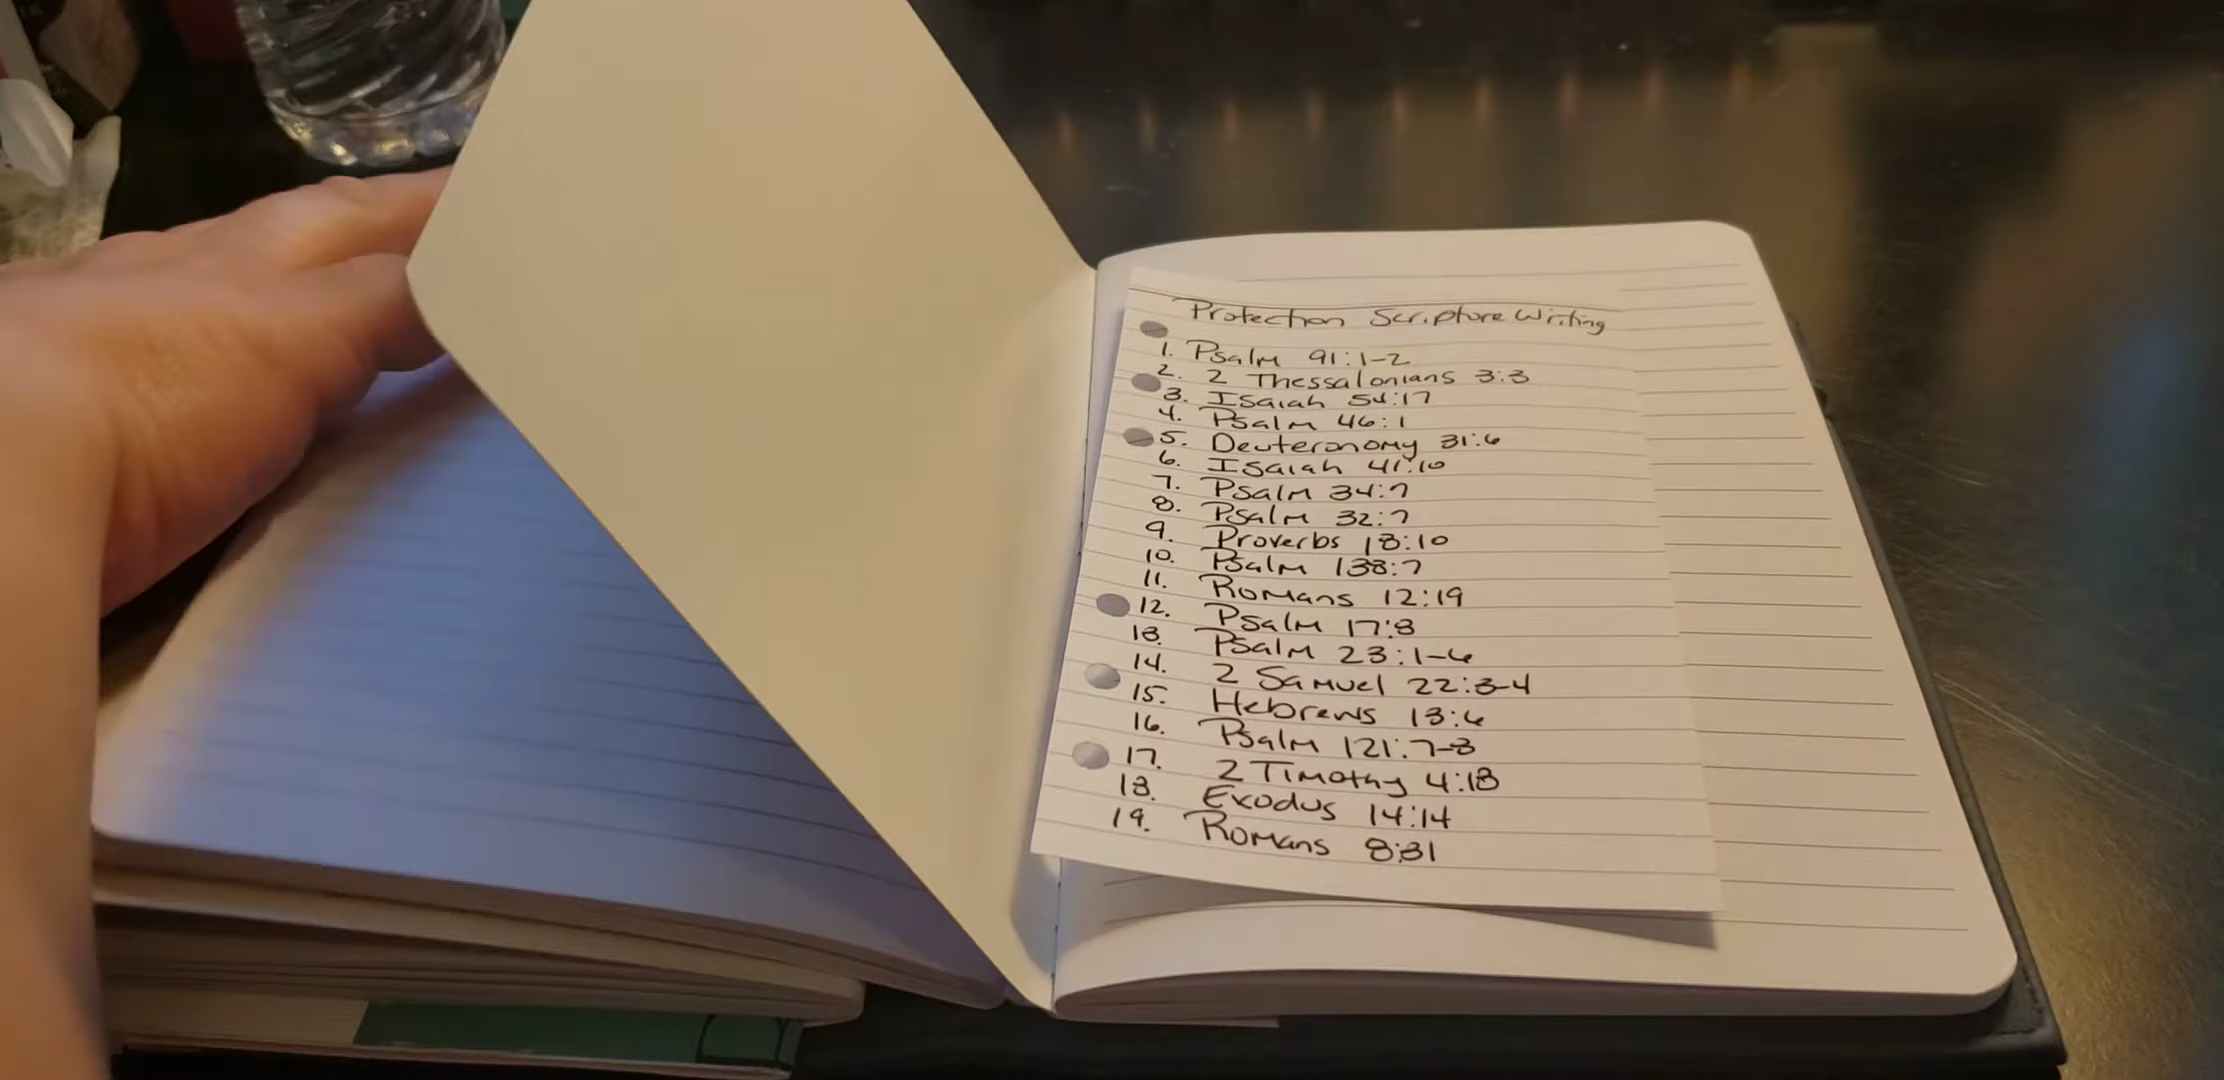 Protection Scripture Writing
1. Psalm 91:1-2
2. 2 Thessalonians 3:3
3. Isaiah 54:17
4. Psalm 46:1
5. Deuteronomy 31:6
6. Isaiah 41:10
7. Psalm 34:7
8. Psalm 32:7
9. Proverbs 18:10
10. Psalm 138:7
11. Romans 12:19
12. Psalm 17:8
13. Psalm 23:1-6
14. 2 Samuel 22:3-4
15. Hebrews 13:6
16. Psalm 121:7-8
17. 2 Timothy 4:18
18. Exodus 14:14
19. Romans 8:31